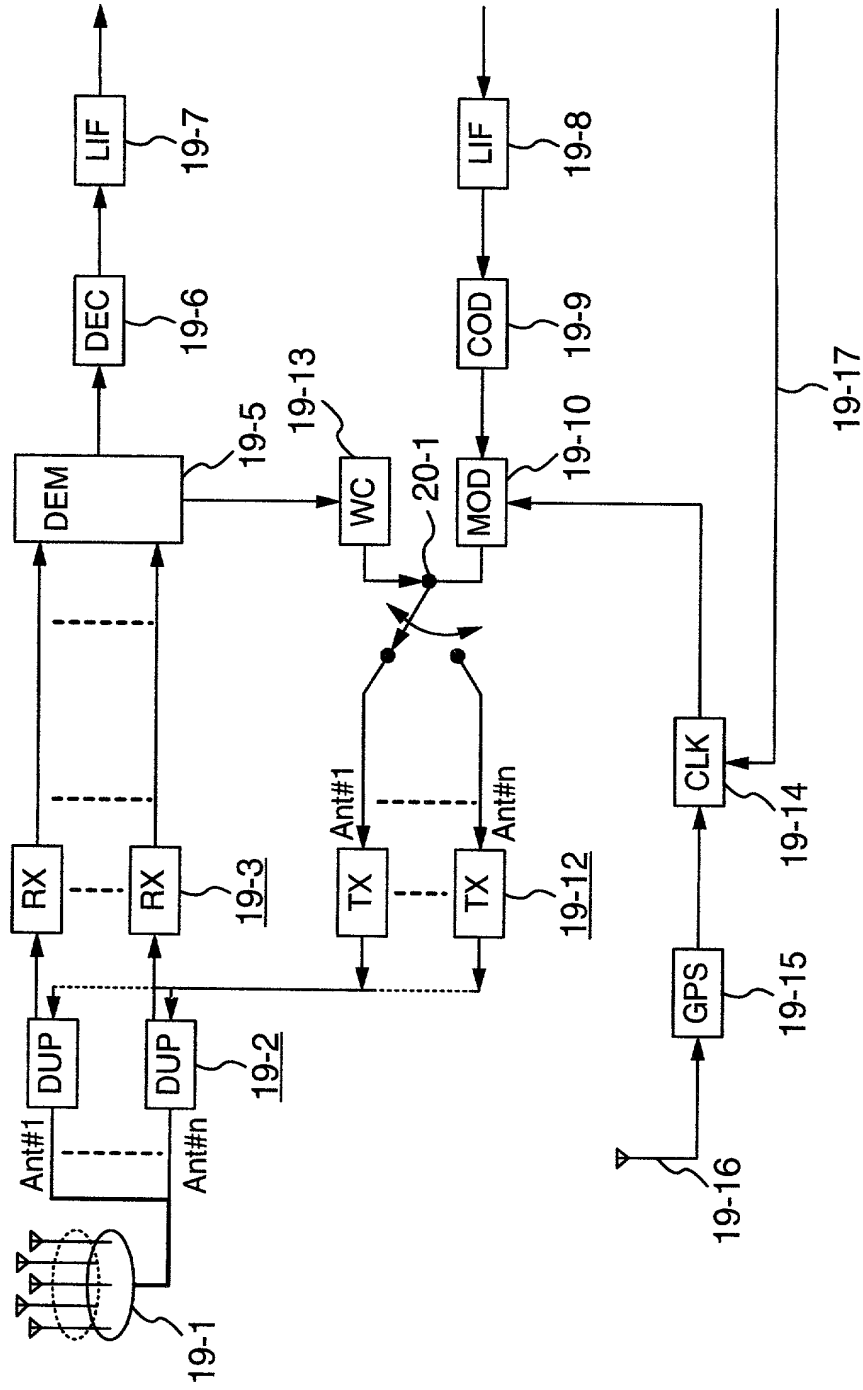 Ant#1
DUP
RX
DEM
DEC
LIF
19-7
19-6
19-5
Ant#n
DUP
RX
19-3
19-2
19-1
WC
19-13
20-1
Ant#1
TX
Ant#n
TX
19-12
MOD
19-10
COD
19-9
LIF
19-8
19-16
GPS
19-15
CLK
19-14
19-17